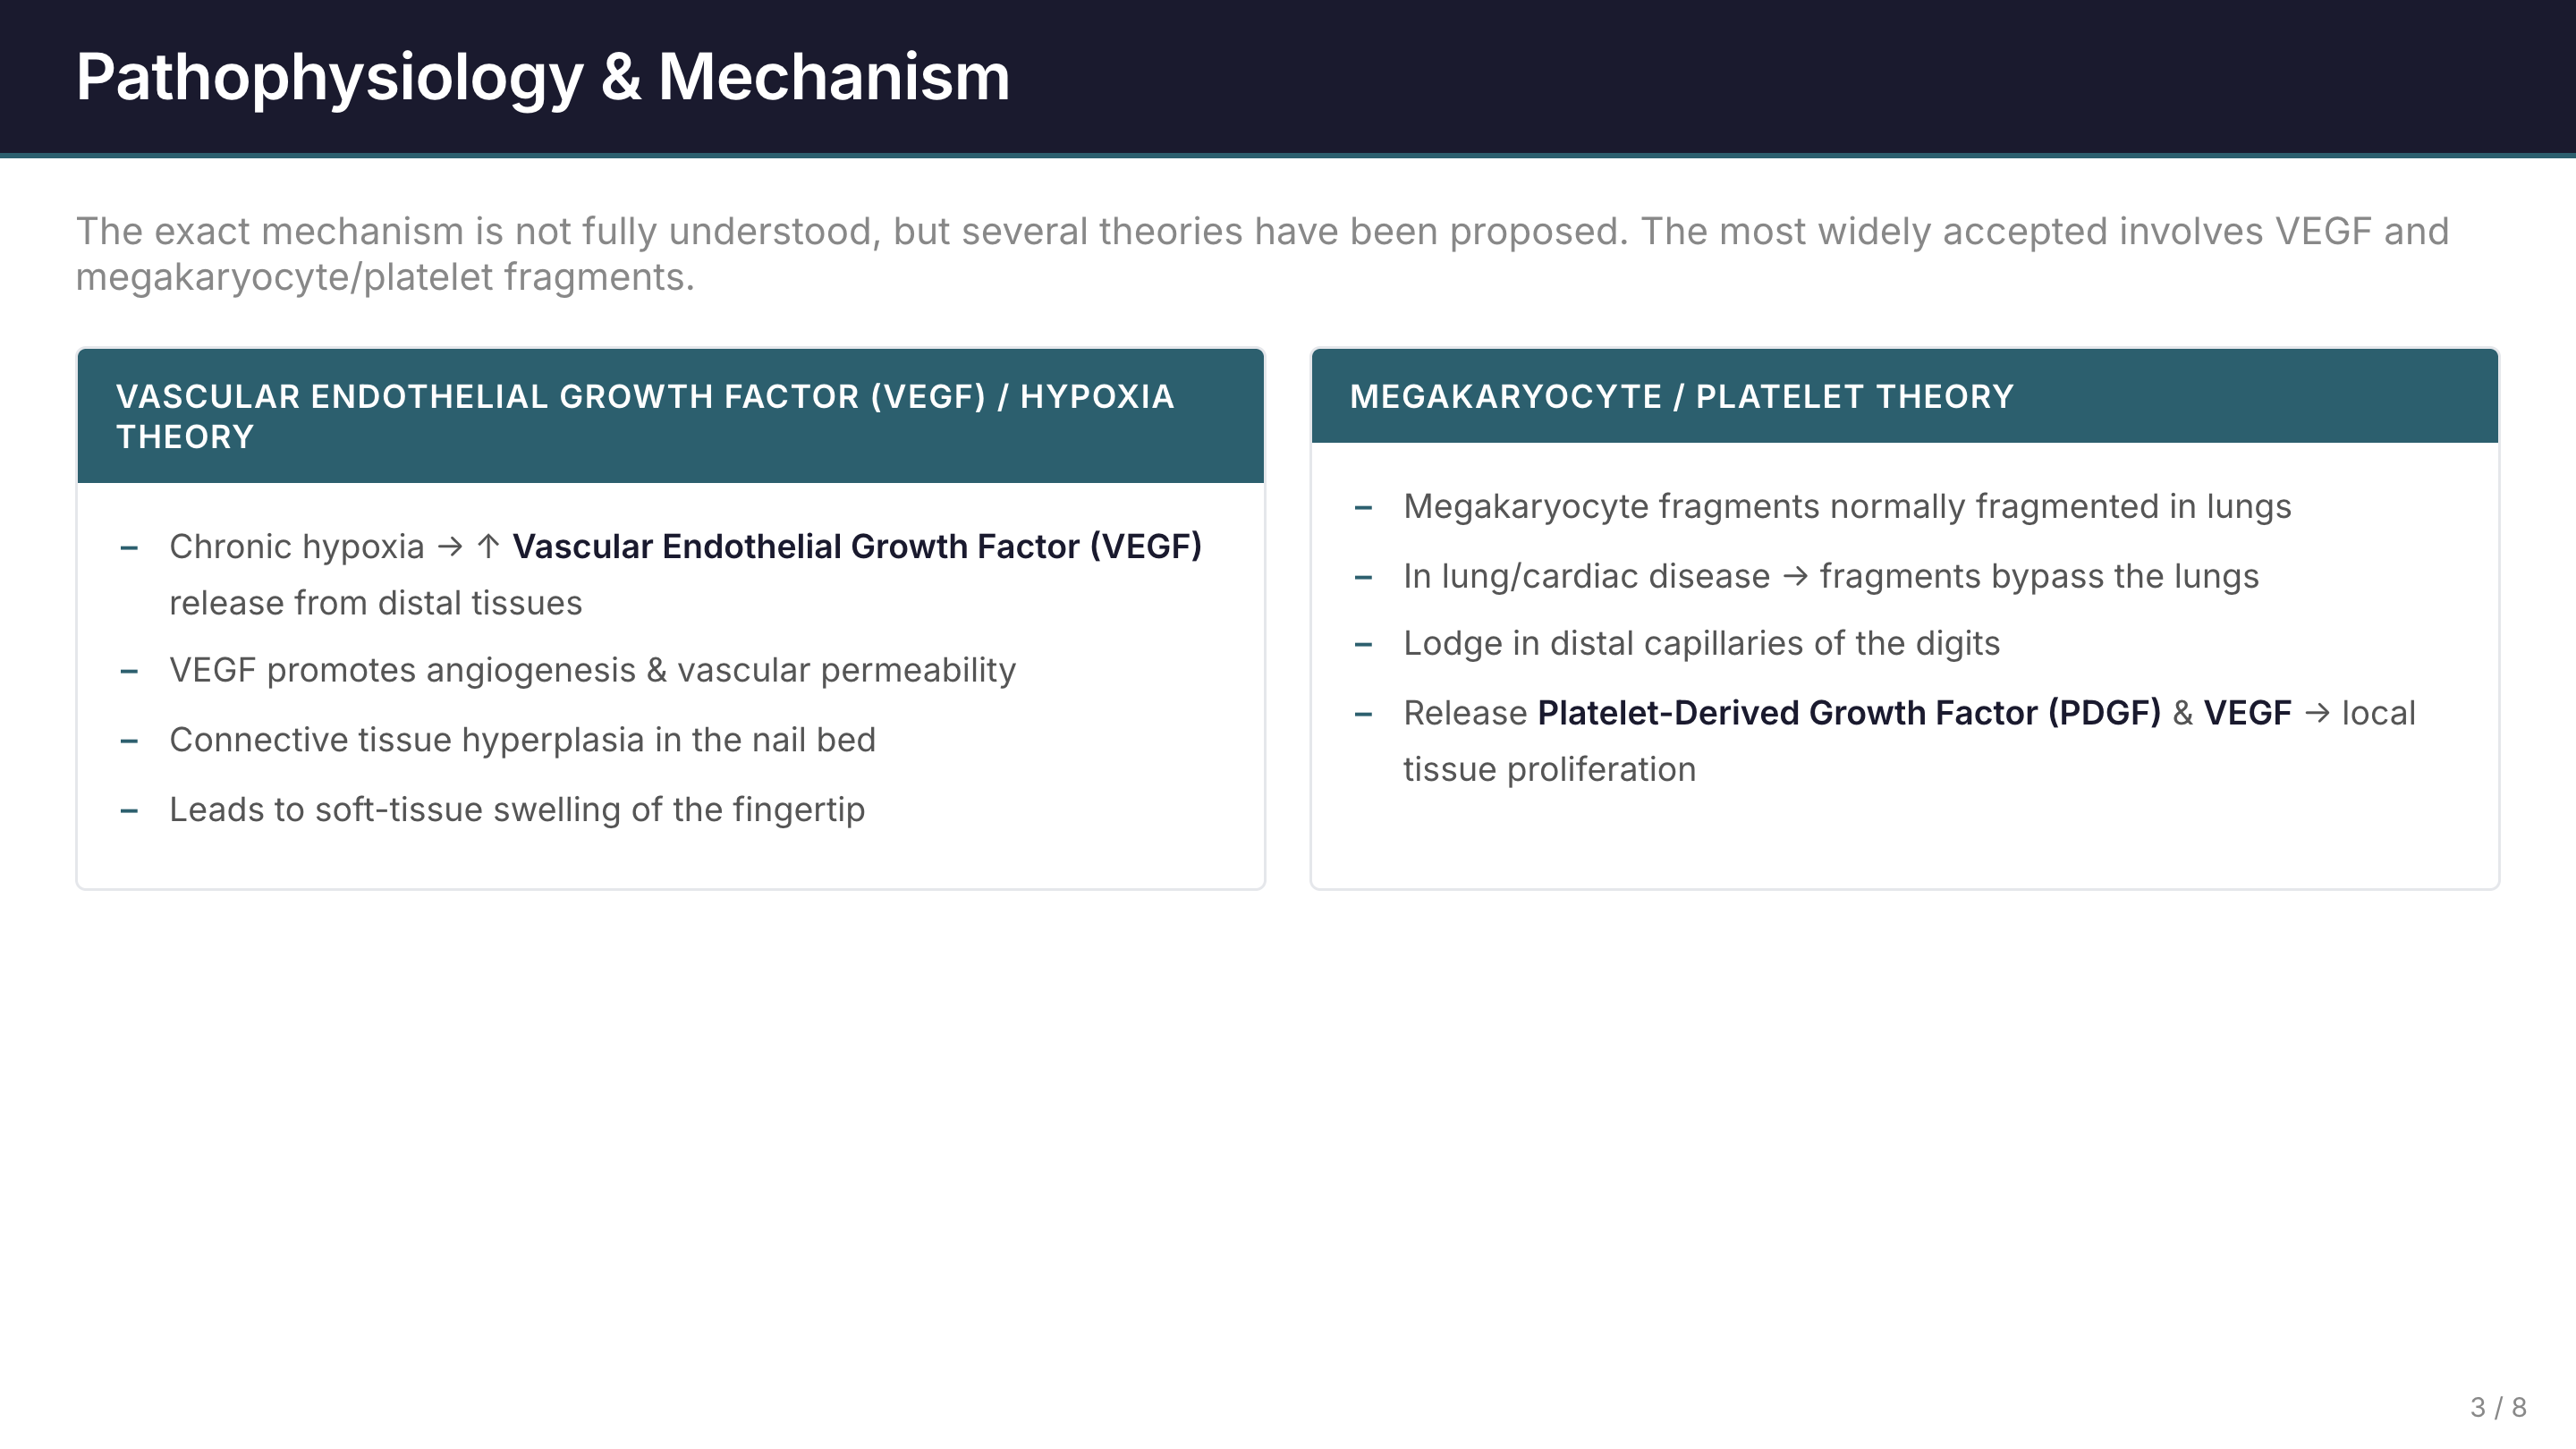 Pathophysiology & Mechanism
The exact mechanism is not fully understood, but several theories have been proposed. The most widely accepted involves VEGF and
megakaryocyte/platelet fragments.
VASCULAR ENDOTHELIAL GROWTH FACTOR (VEGF) / HYPOXIA
THEORY
– Chronic hypoxia → ↑ Vascular Endothelial Growth Factor (VEGF)
release from distal tissues
– VEGF promotes angiogenesis & vascular permeability
– Connective tissue hyperplasia in the nail bed
– Leads to soft-tissue swelling of the fingertip
MEGAKARYOCYTE / PLATELET THEORY
– Megakaryocyte fragments normally fragmented in lungs
– In lung/cardiac disease → fragments bypass the lungs
– Lodge in distal capillaries of the digits
– Release Platelet-Derived Growth Factor (PDGF) & VEGF → local
tissue proliferation
3 / 8